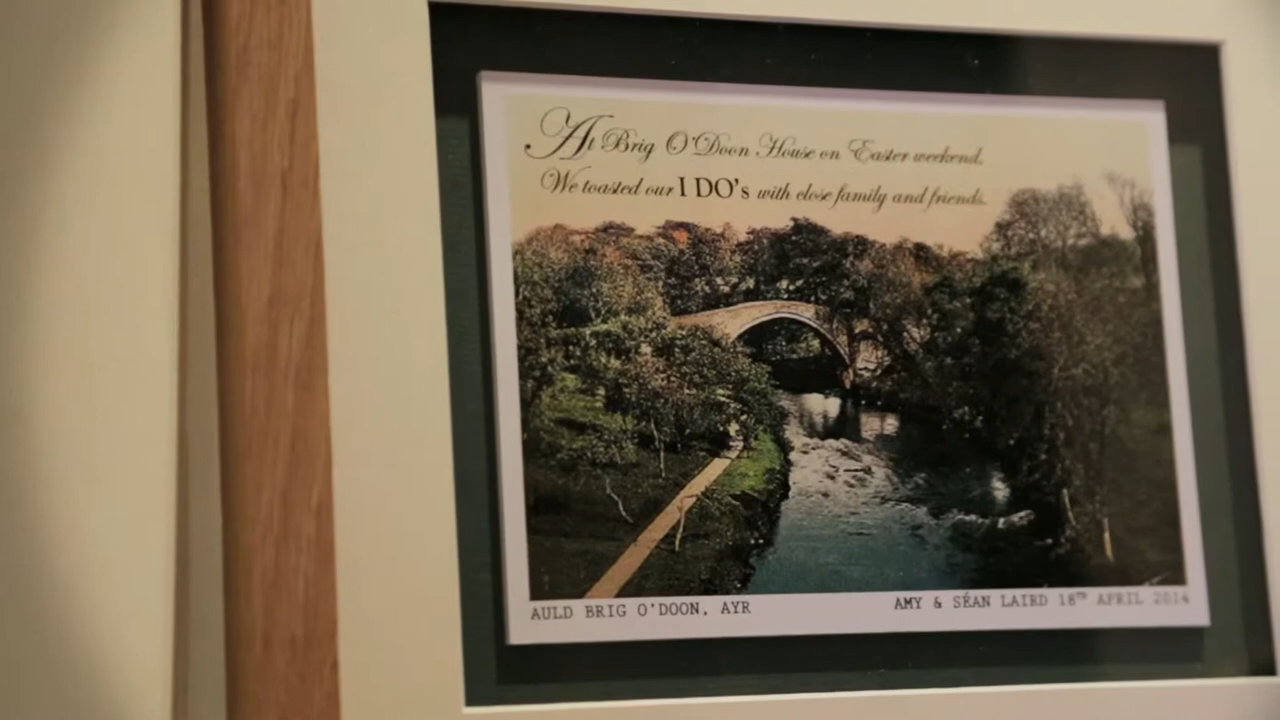 At Brig O'Doon House on Easter weekend,
We toasted our I DO's with close family and friends.
AULD BRIG O'DOON, AYR
AMY & SÉAN LAIRD 18TH APRIL 2014